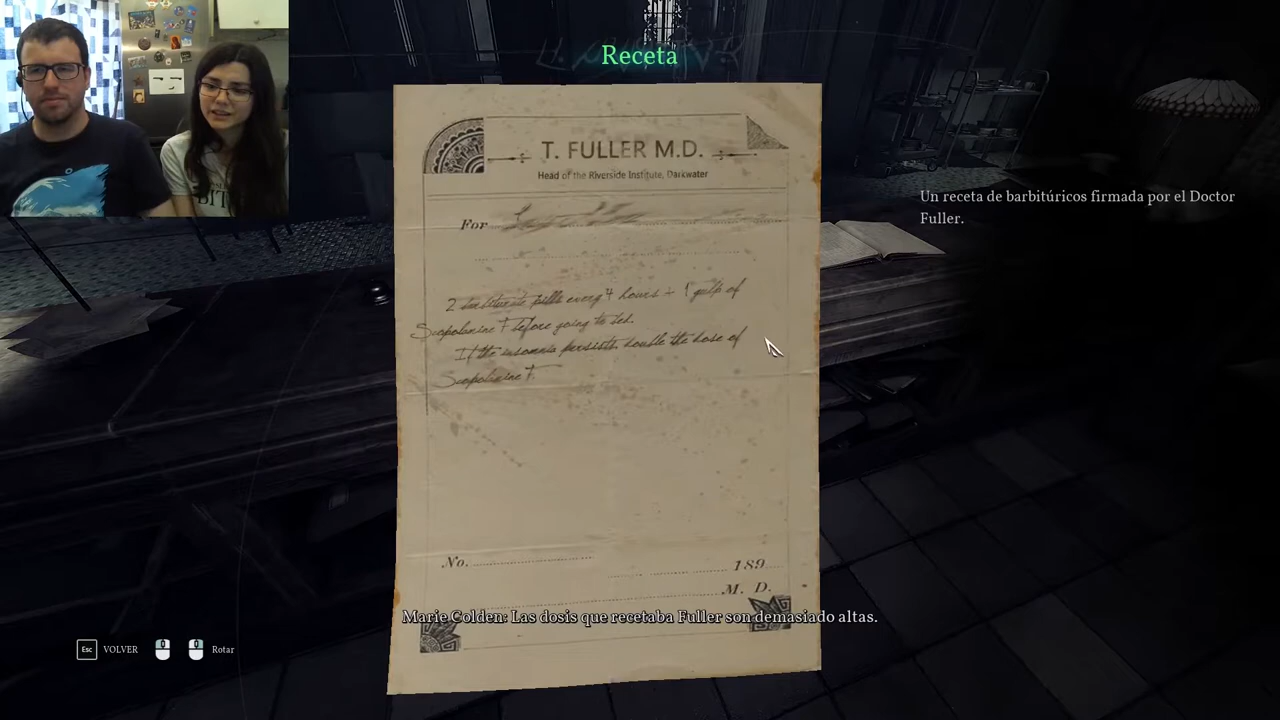 Receta
T. FULLER M.D.
Head of the Riverside Institute, Darkwater
Un receta de barbitúricos firmada por el Doctor
Fuller.
For
2 pills every 4 hours - 1 gulp of
Scopolamine T before going to bed.
If the insomnia persists, double the dose of
Scopolamine T.
No.
189
M. D.
Marie Colden: Las dosis que recetaba Fuller son demasiado altas.
Esc VOLVER Rotar